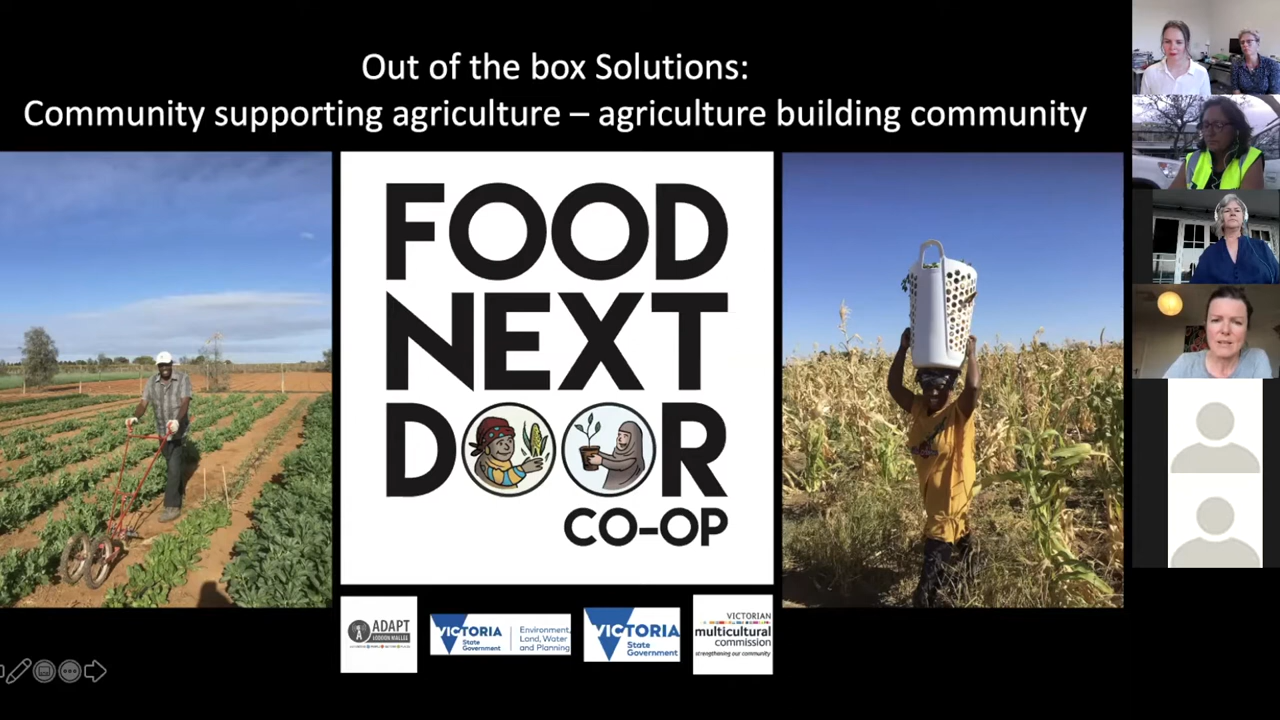 Out of the box Solutions:
Community supporting agriculture – agriculture building community
FOOD
NEXT
DOOR
CO-OP
ADAPT
LODDON MALLEE
VICTORIA
State
Government
Environment,
Land, Water
and Planning
VICTORIA
State
Government
VICTORIAN
multicultural
commission
strengthening our community